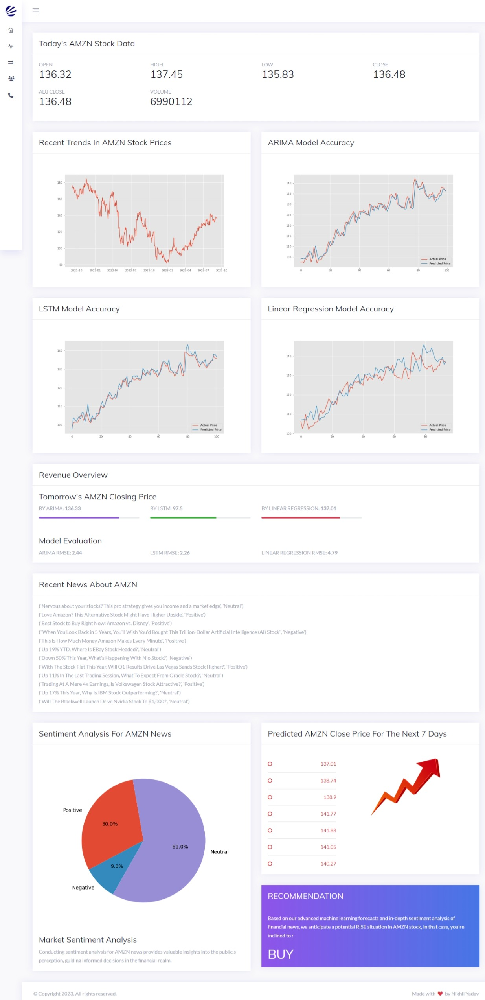 Today's AMZN Stock Data
OPEN
136.32
HIGH
137.45
LOW
135.83
CLOSE
136.48
ADJ CLOSE
136.48
VOLUME
6990112
Recent Trends In AMZN Stock Prices
180
160
140
120
100
80
2021-10 2022-01 2022-04 2022-07 2022-10 2023-01 2023-04 2023-07 2023-10
ARIMA Model Accuracy
140
135
130
125
120
115
110
105
Actual Price
Predicted Price
0 20 40 60 80 100
LSTM Model Accuracy
140
130
120
110
100
Actual Price
Predicted Price
0 20 40 60 80 100
Linear Regression Model Accuracy
140
130
120
110
100
Actual Price
Predicted Price
0 20 40 60 80
Revenue Overview
Tomorrow's AMZN Closing Price
BY ARIMA: 136.33
BY LSTM: 97.5
BY LINEAR REGRESSION: 137.01
Model Evaluation
ARIMA RMSE: 2.44
LSTM RMSE: 2.26
LINEAR REGRESSION RMSE: 4.79
Recent News About AMZN
('Nervous about your stocks? This pro strategy gives you income and a market edge', 'Neutral')
('Love Amazon? This Alternative Stock Might Have Higher Upside', 'Positive')
('Best Stock to Buy Right Now: Amazon vs. Disney', 'Positive')
("When You Look Back in 5 Years, You'll Wish You'd Bought This Trillion-Dollar Artificial Intelligence (AI) Stock", 'Negative')
('This Is How Much Money Amazon Makes Every Minute', 'Positive')
('Up 19% YTD, Where Is EBay Stock Headed?', 'Neutral')
('Down 50% This Year, What's Happening With Nio Stock?', 'Negative')
('With The Stock Flat This Year, Will Q1 Results Drive Las Vegas Sands Stock Higher?', 'Positive')
('Up 11% In The Last Trading Session, What To Expect From Oracle Stock?', 'Neutral')
('Trading At A Mere 4x Earnings, Is Volkswagen Stock Attractive?', 'Positive')
('Up 17% This Year, Why Is IBM Stock Outperforming?', 'Neutral')
('Will The Blackwell Launch Drive Nvidia Stock To $1,000?', 'Neutral')
Sentiment Analysis For AMZN News
Positive
30.0%
61.0%
Neutral
9.0%
Negative
Market Sentiment Analysis
Conducting sentiment analysis for AMZN news provides valuable insights into the public's
perception, guiding informed decisions in the financial realm.
Predicted AMZN Close Price For The Next 7 Days
137.01
138.74
138.9
141.77
141.88
141.05
140.27
RECOMMENDATION
Based on our advanced machine learning forecasts and in-depth sentiment analysis of
financial news, we anticipate a potential RISE situation in AMZN stock, In that case, you're
inclined to :
BUY
© Copyright 2023. All rights reserved.
Made with ❤ by Nikhil Yadav